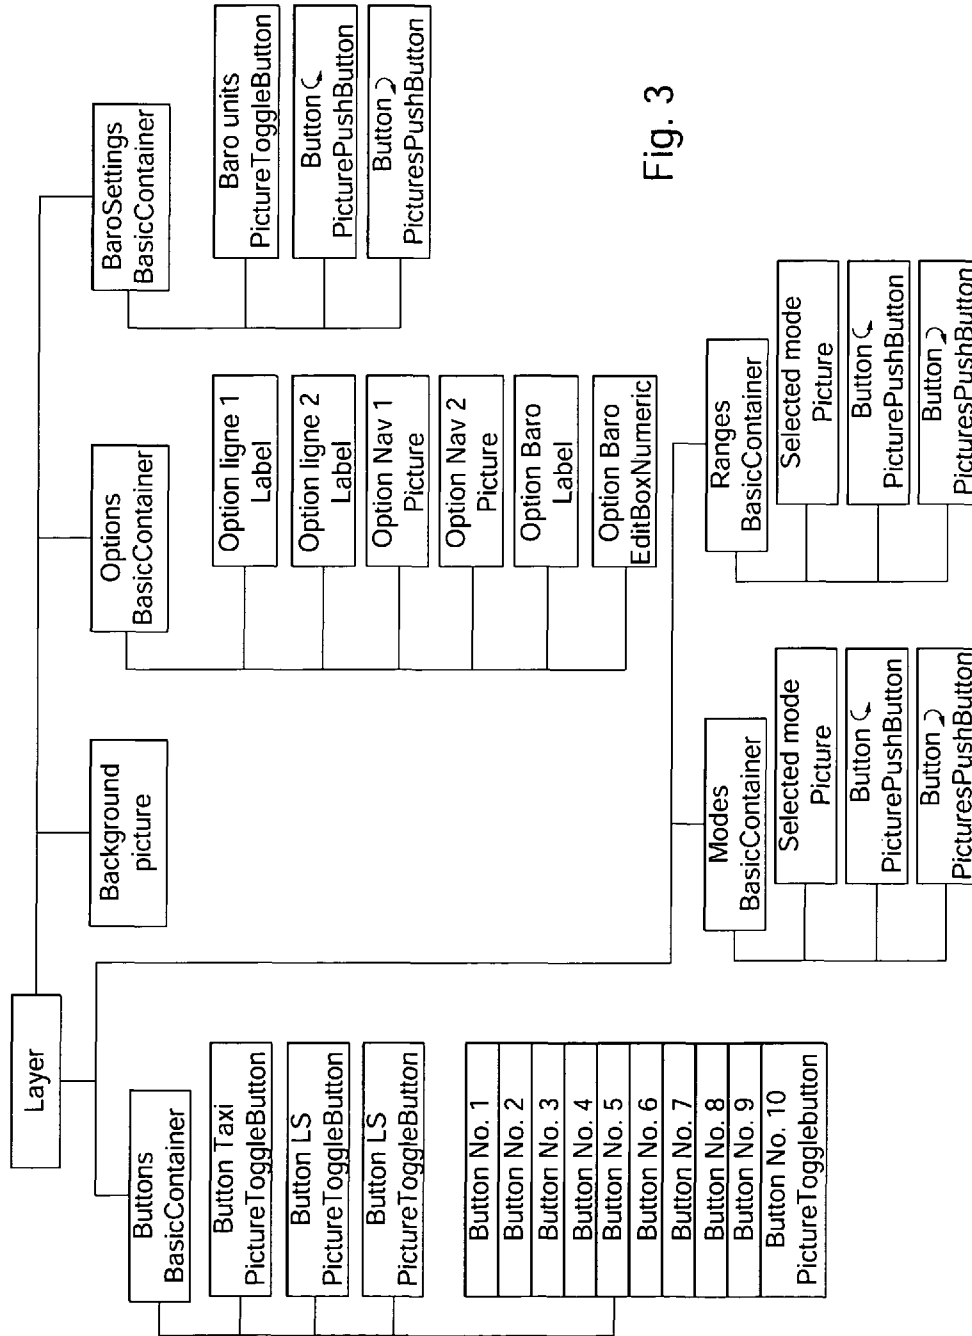 Layer
Buttons
BasicContainer
Button Taxi
PictureToggleButton
Button LS
PictureToggleButton
Button LS
PictureToggleButton
Button No. 1
Button No. 2
Button No. 3
Button No. 4
Button No. 5
Button No. 6
Button No. 7
Button No. 8
Button No. 9
Button No. 10
PictureTogglebutton
Background
picture
Options
BasicContainer
Option ligne 1
Label
Option ligne 2
Label
Option Nav 1
Picture
Option Nav 2
Picture
Option Baro
Label
Option Baro
EditBoxNumeric
BaroSettings
BasicContainer
Baro units
PictureToggleButton
Button
PicturePushButton
Button
PicturesPushButton
Modes
BasicContainer
Selected mode
Picture
Button
PicturePushButton
Button
PicturesPushButton
Ranges
BasicContainer
Selected mode
Picture
Button
PicturePushButton
Button
PicturesPushButton
Fig. 3